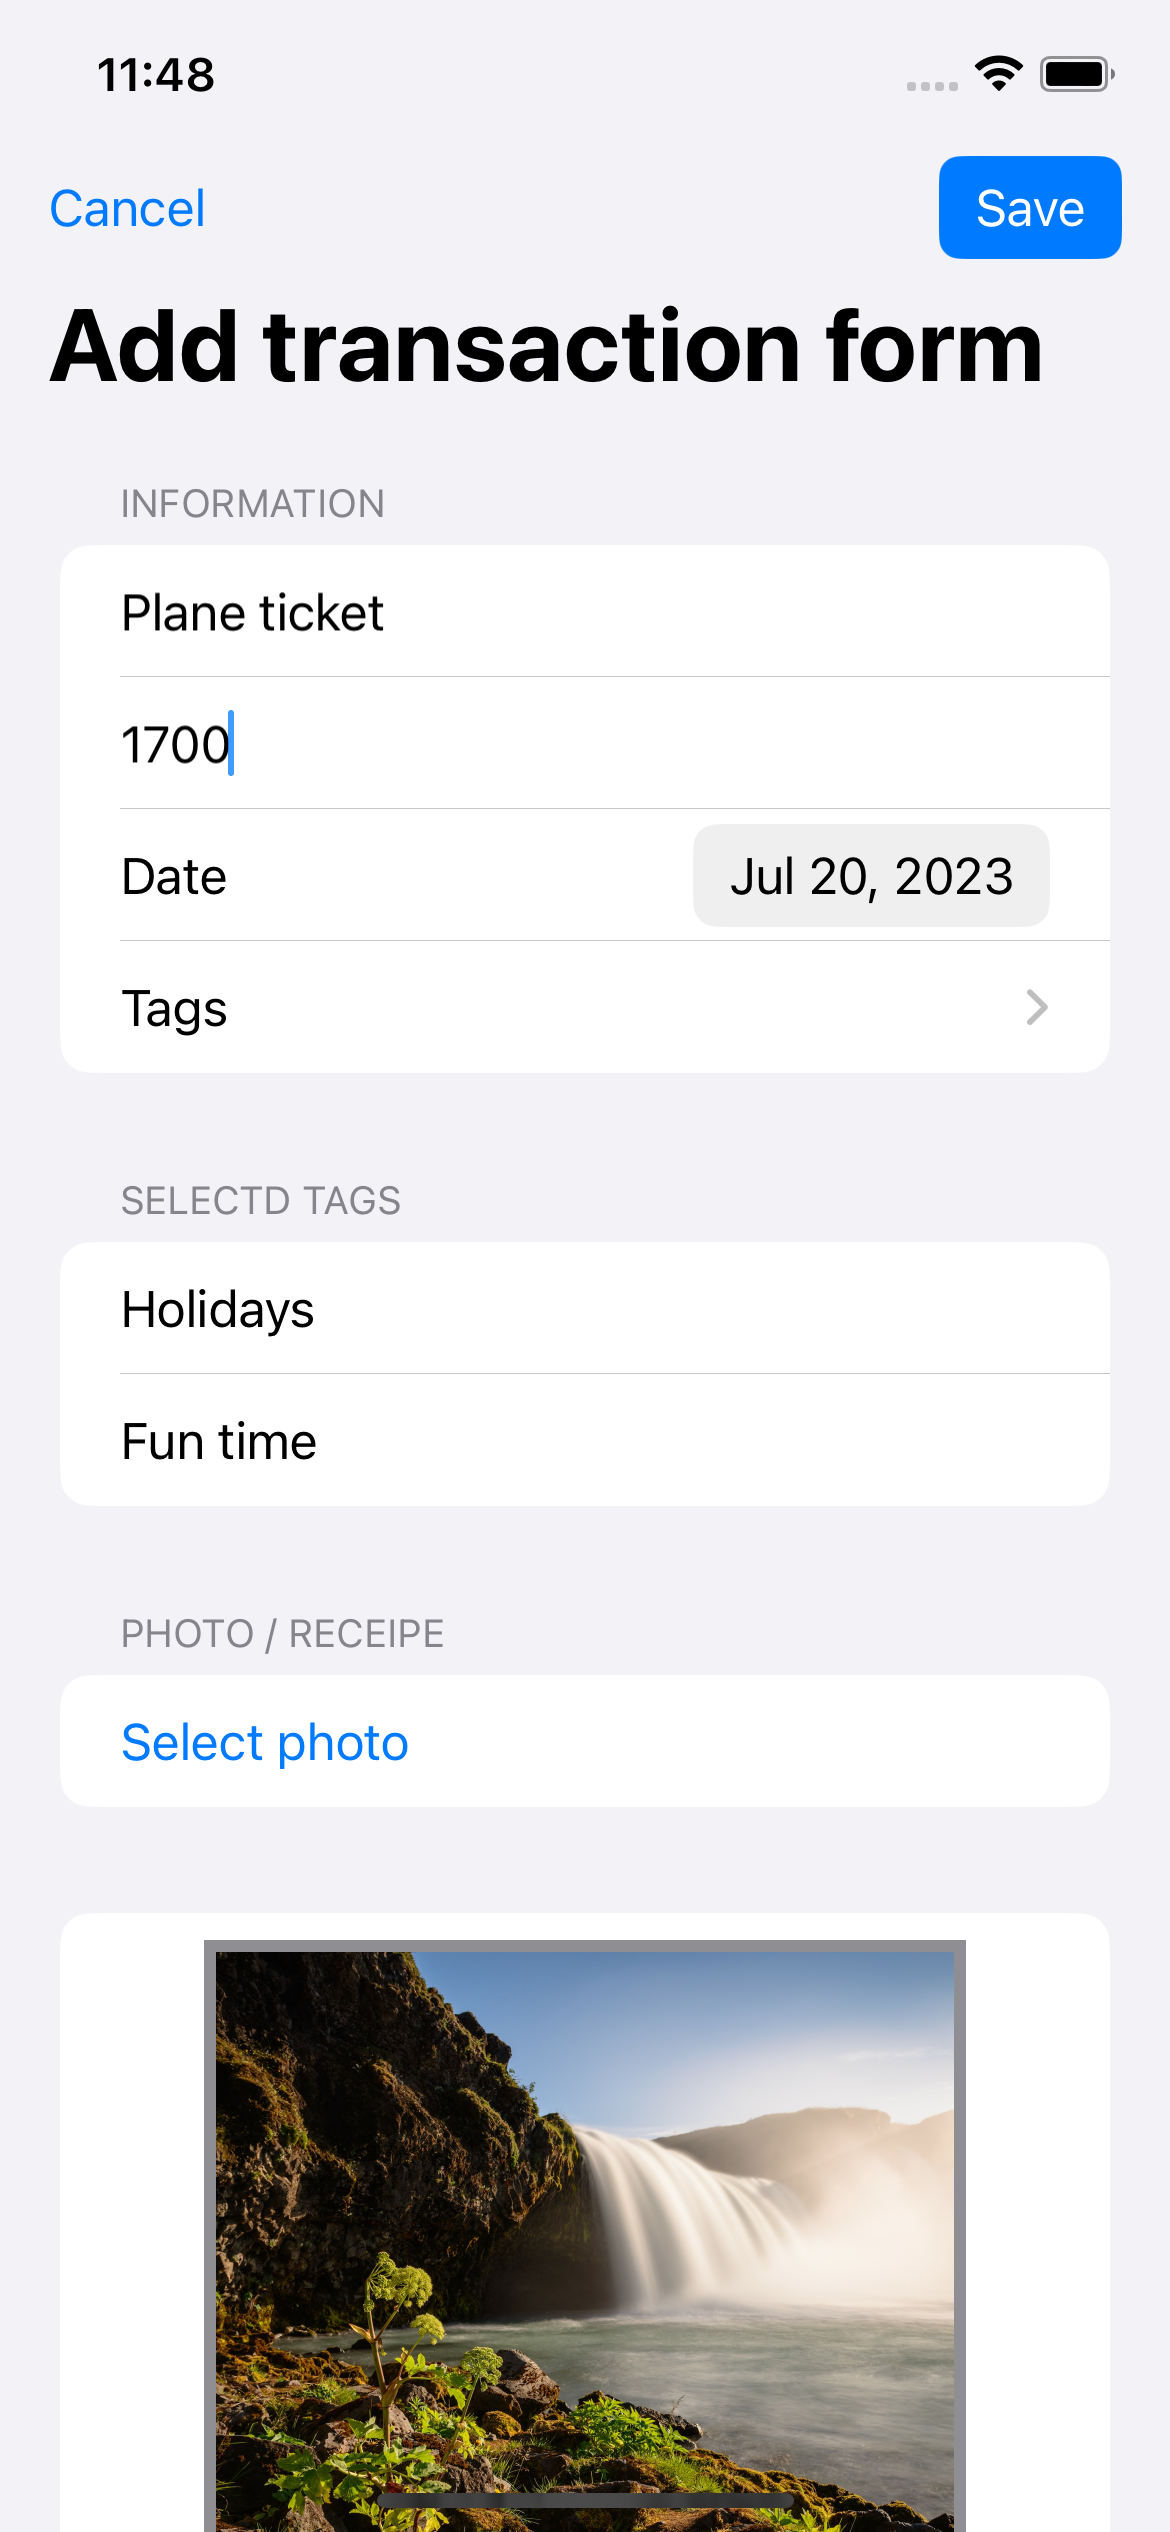 11:48
Cancel
Save
Add transaction form
INFORMATION
Plane ticket
1700
Date
Jul 20, 2023
Tags
SELECTD TAGS
Holidays
Fun time
PHOTO / RECEIPE
Select photo